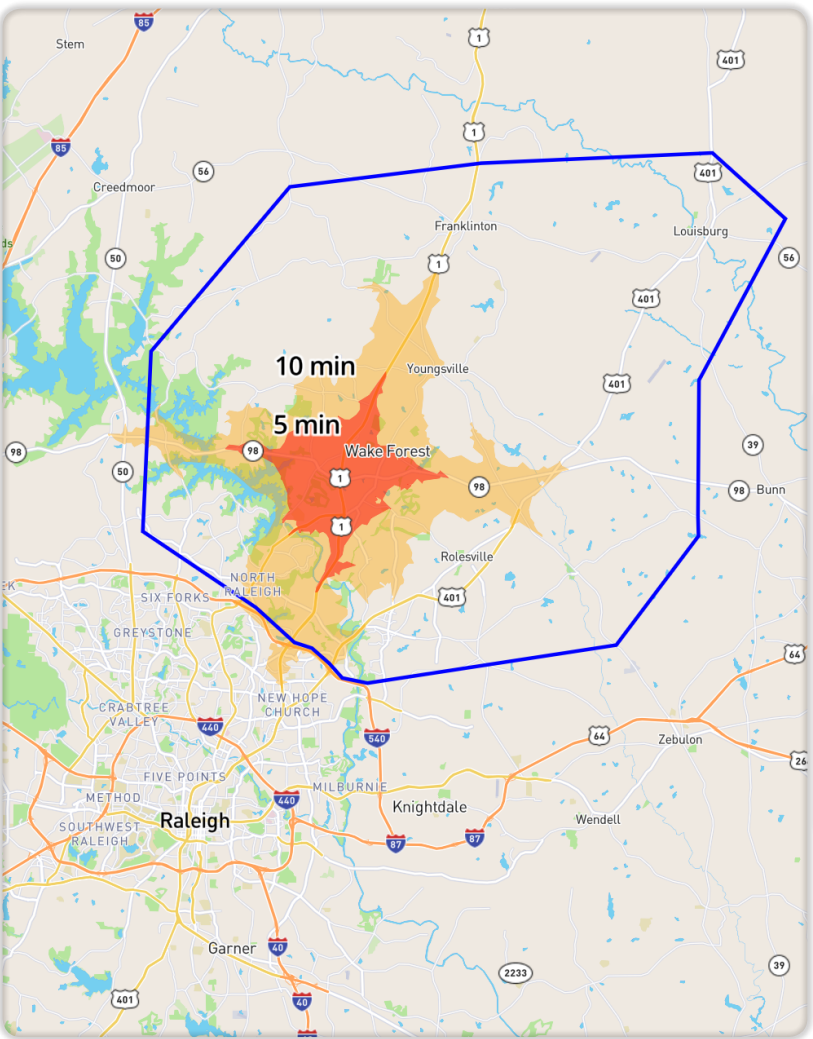 85
Stem
1
401
1
85
56
401
Creedmoor
Franklinton
Louisburg
ds
50
1
56
401
10 min
Youngsville
401
5 min
98
98
Wake Forest
39
50
1
98
98
Bunn
1
Rolesville
EK
NORTH
RALEIGH
SIX FORKS
401
GREYSTONE
64
NEW HOPE
CHURCH
CRABTREE
VALLEY
440
540
64
Zebulon
26
FIVE POINTS
MILBURNIE
METHOD
440
Knightdale
Raleigh
SOUTHWEST
RALEIGH
Wendell
87
87
Garner
40
2233
39
401
40